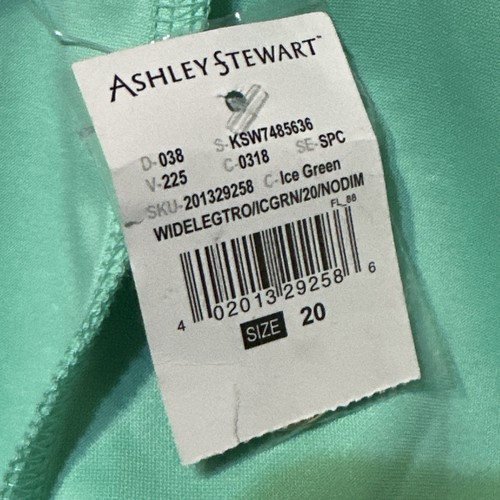 ASHLEY STEWART™
D-038 S-KSW7485636
V-225 C-0318 SE-SPC
SKU-201329258 C-Ice Green
WIDELEGTRO/ICGRN/20/NODIM
FL_86
4 02013 29258 6
SIZE 20